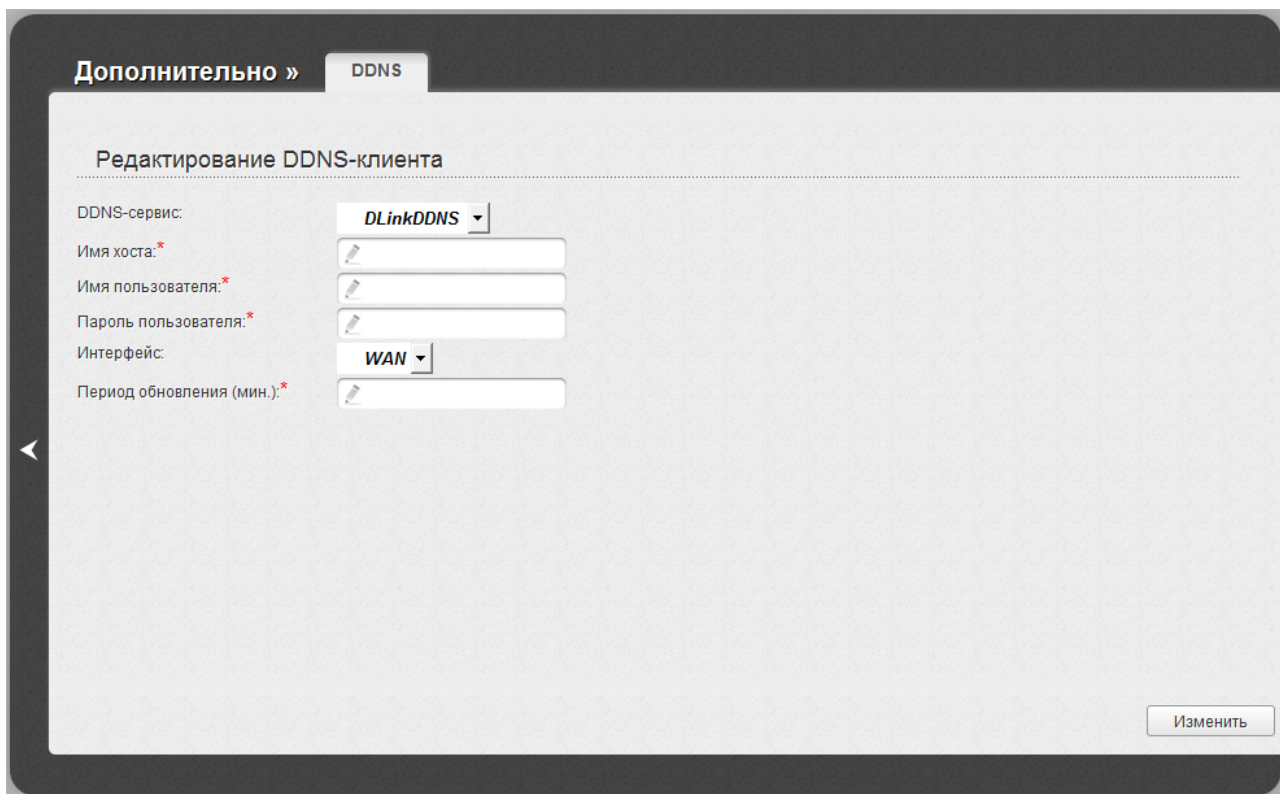 Дополнительно »
DDNS
Редактирование DDNS-клиента
DDNS-сервис: DLinkDDNS
Имя хоста:*
Имя пользователя:*
Пароль пользователя:*
Интерфейс: WAN
Период обновления (мин.):*
Изменить